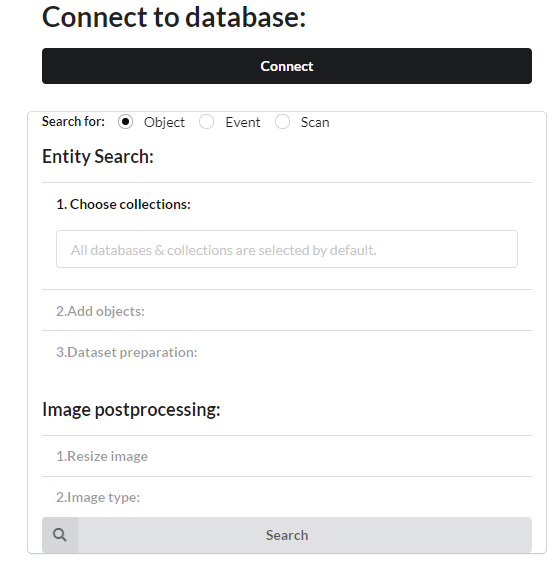 Connect to database:
Connect
Search for: Object Event Scan
Entity Search:
1. Choose collections:
All databases & collections are selected by default.
2.Add objects:
3.Dataset preparation:
Image postprocessing:
1.Resize image
2.Image type:
Search